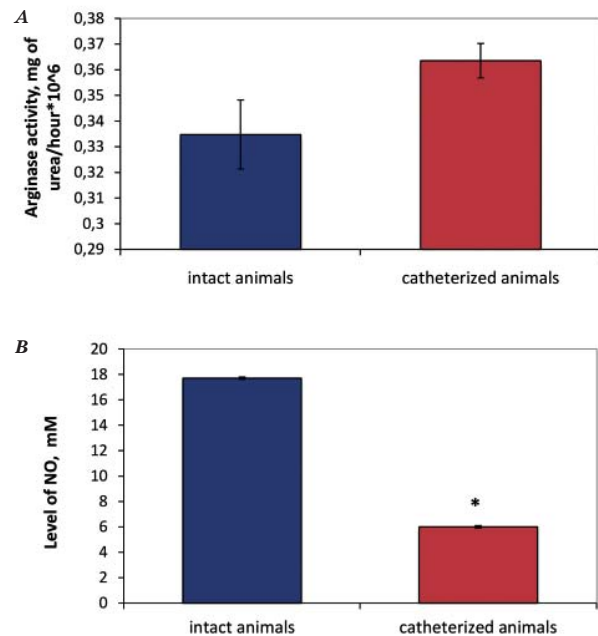 A
Arginase activity, mg of
urea/hour*10^6
0,38
0,37
0,36
0,35
0,34
0,33
0,32
0,31
0,3
0,29
intact animals
catheterized animals
B
Level of NO, mM
20
18
16
14
12
10
8
6
4
2
0
*
intact animals
catheterized animals